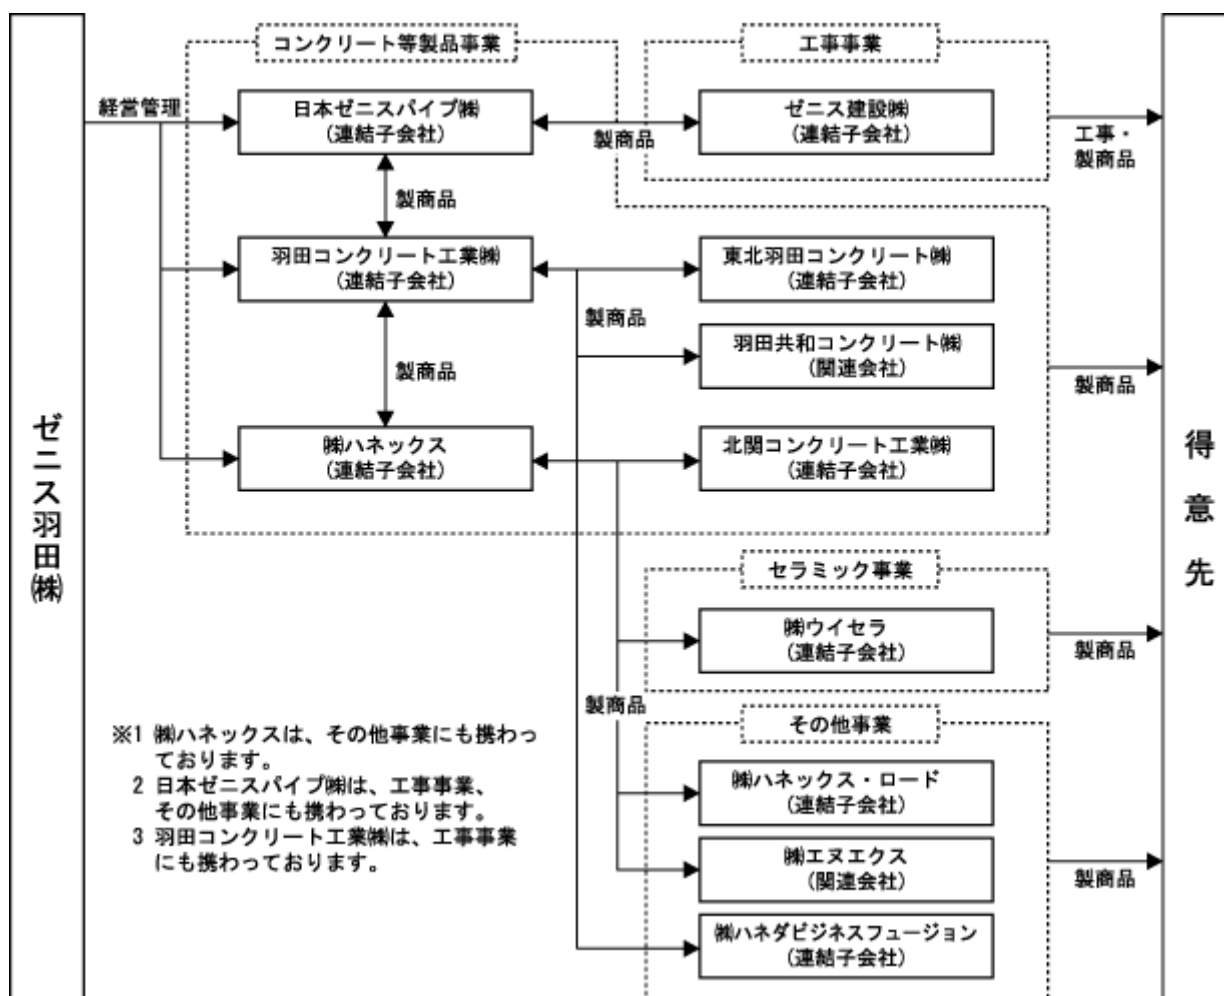 ゼニス羽田㈱
コンクリート等製品事業
工事事業
経営管理
日本ゼニスパイプ㈱
(連結子会社)
製商品
ゼニス建設㈱
(連結子会社)
工事・
製商品
製商品
羽田コンクリート工業㈱
(連結子会社)
東北羽田コンクリート㈱
(連結子会社)
製商品
羽田共和コンクリート㈱
(関連会社)
製商品
製商品
㈱ハネックス
(連結子会社)
北関コンクリート工業㈱
(連結子会社)
得意先
セラミック事業
㈱ウイセラ
(連結子会社)
製商品
製商品
その他事業
㈱ハネックス・ロード
(連結子会社)
㈱エヌエクス
(関連会社)
製商品
㈱ハネダビジネスフュージョン
(連結子会社)
※1 ㈱ハネックスは、その他事業にも携わっ
ております。
2 日本ゼニスパイプ㈱は、工事事業、
その他事業にも携わっております。
3 羽田コンクリート工業㈱は、工事事業
にも携わっております。